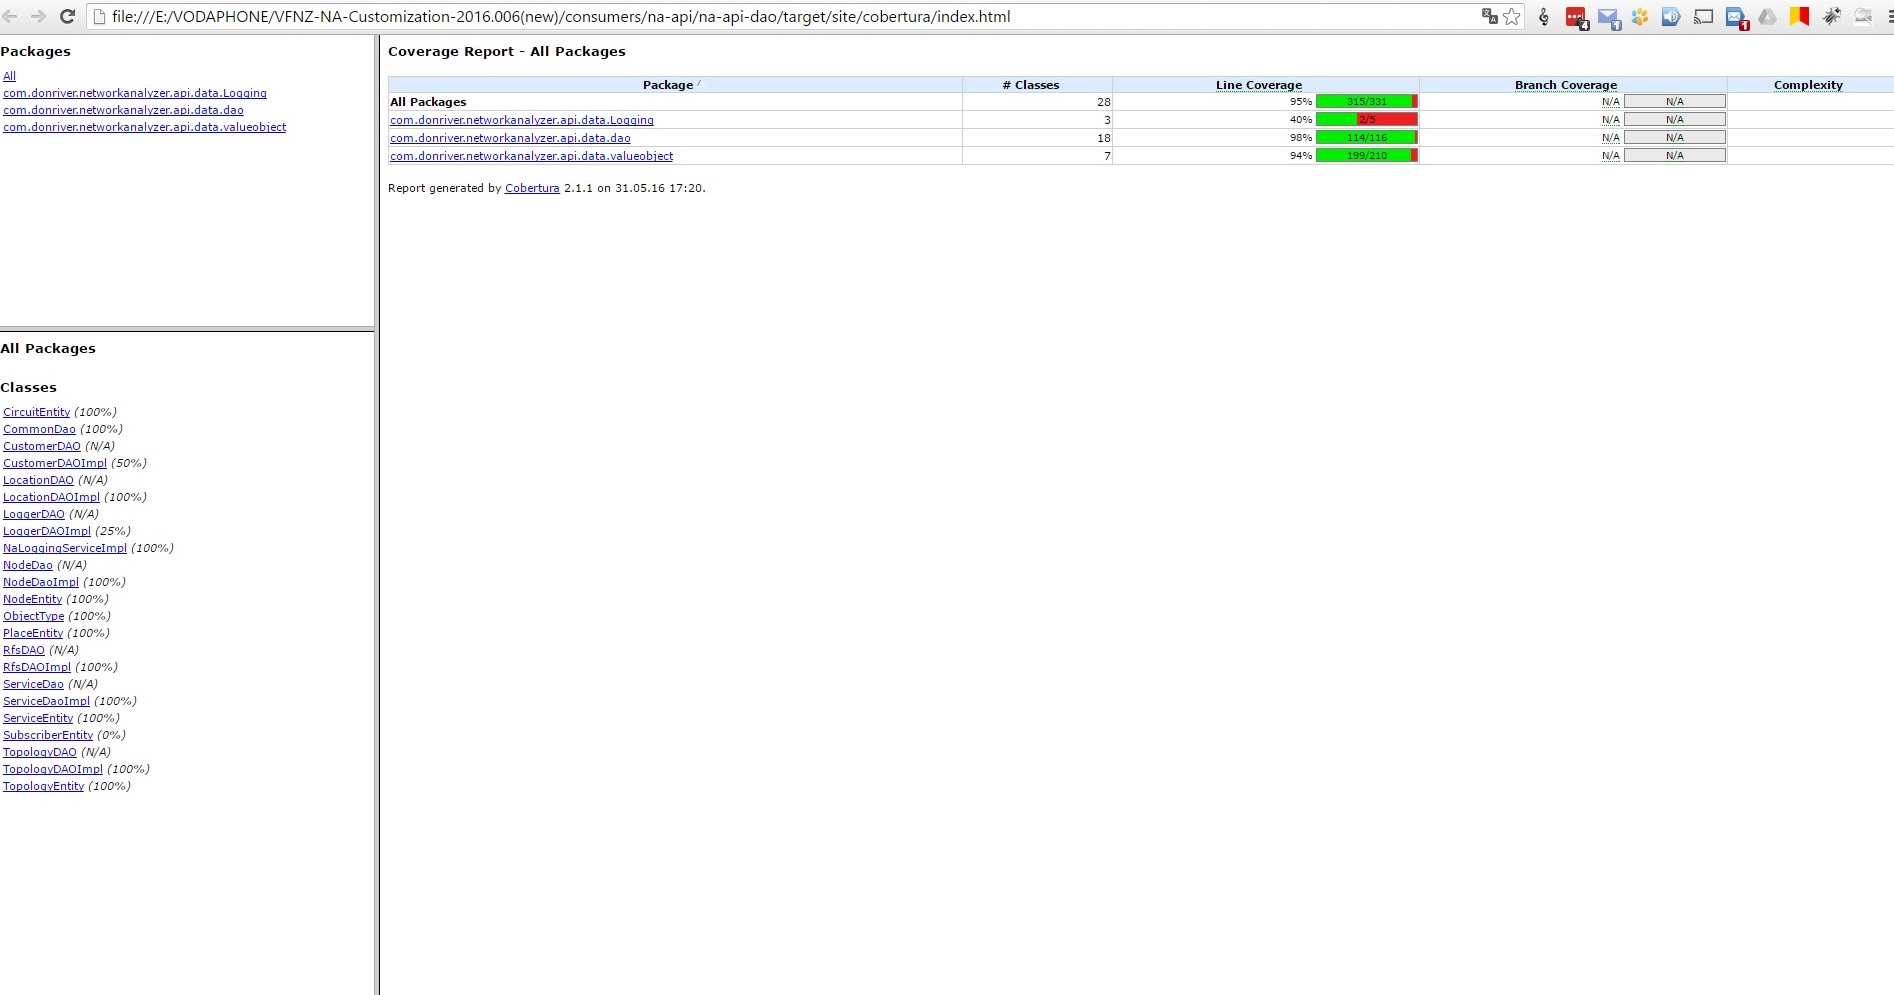 file:///E:/VODAPHONE/VFNZ-NA-Customization-2016.006(new)/consumers/na-api/na-api-dao/target/site/cobertura/index.html
4
1
1
Packages
All
com.donriver.networkanalyzer.api.data.Logging
com.donriver.networkanalyzer.api.data.dao
com.donriver.networkanalyzer.api.data.valueobject
All Packages
Classes
CircuitEntity (100%)
CommonDao (100%)
CustomerDAO (N/A)
CustomerDAOImpl (50%)
LocationDAO (N/A)
LocationDAOImpl (100%)
LoggerDAO (N/A)
LoggerDAOImpl (25%)
NaLoggingServiceImpl (100%)
NodeDao (N/A)
NodeDaoImpl (100%)
NodeEntity (100%)
ObjectType (100%)
PlaceEntity (100%)
RfsDAO (N/A)
RfsDAOImpl (100%)
ServiceDao (N/A)
ServiceDaoImpl (100%)
ServiceEntity (100%)
SubscriberEntity (0%)
TopologyDAO (N/A)
TopologyDAOImpl (100%)
TopologyEntity (100%)
Coverage Report - All Packages
Package # Classes Line Coverage Branch Coverage Complexity
All Packages 28 95% 315/331 N/A N/A
com.donriver.networkanalyzer.api.data.Logging 3 40% 2/5 N/A N/A
com.donriver.networkanalyzer.api.data.dao 18 98% 114/116 N/A N/A
com.donriver.networkanalyzer.api.data.valueobject 7 94% 199/210 N/A N/A
Report generated by Cobertura 2.1.1 on 31.05.16 17:20.